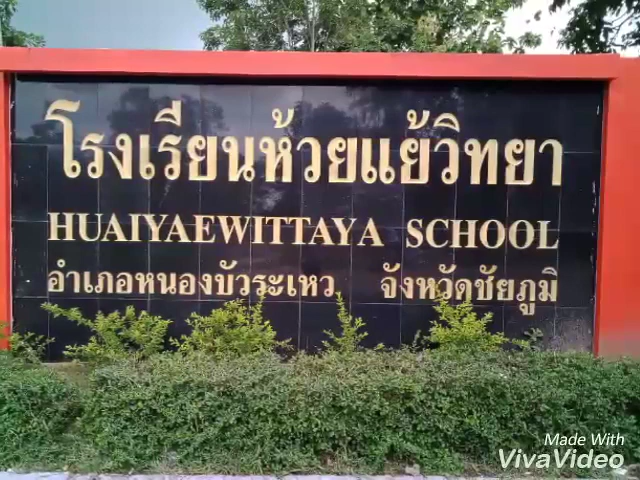 โรงเรียนห้วยแย้วิทยา
HUAIYAEWITTAYA SCHOOL
อำเภอหนองบัวระเหว จังหวัดชัยภูมิ
Made With
VivaVideo